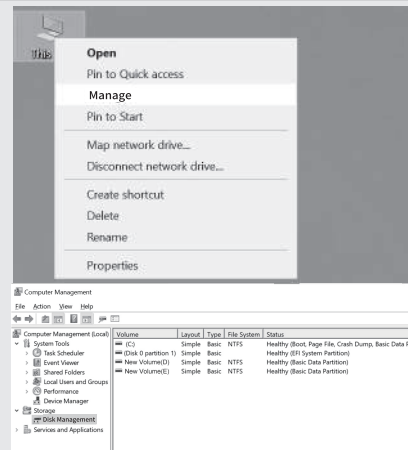 This
Open
Pin to Quick access
Manage
Pin to Start
Map network drive...
Disconnect network drive...
Create shortcut
Delete
Rename
Properties
Computer Management
File Action View Help
Computer Management (Local) Volume Layout Type File System Status
System Tools (C:) Simple Basic NTFS Healthy (Boot, Page File, Crash Dump, Basic Data
Task Scheduler (Disk 0 partition 1) Simple Basic Healthy (EFI System Partition)
Event Viewer New Volume(D) Simple Basic NTFS Healthy (Basic Data Partition)
Shared Folders New Volume(E) Simple Basic NTFS Healthy (Basic Data Partition)
Local Users and Groups
Performance
Device Manager
Storage
Disk Management
Services and Applications